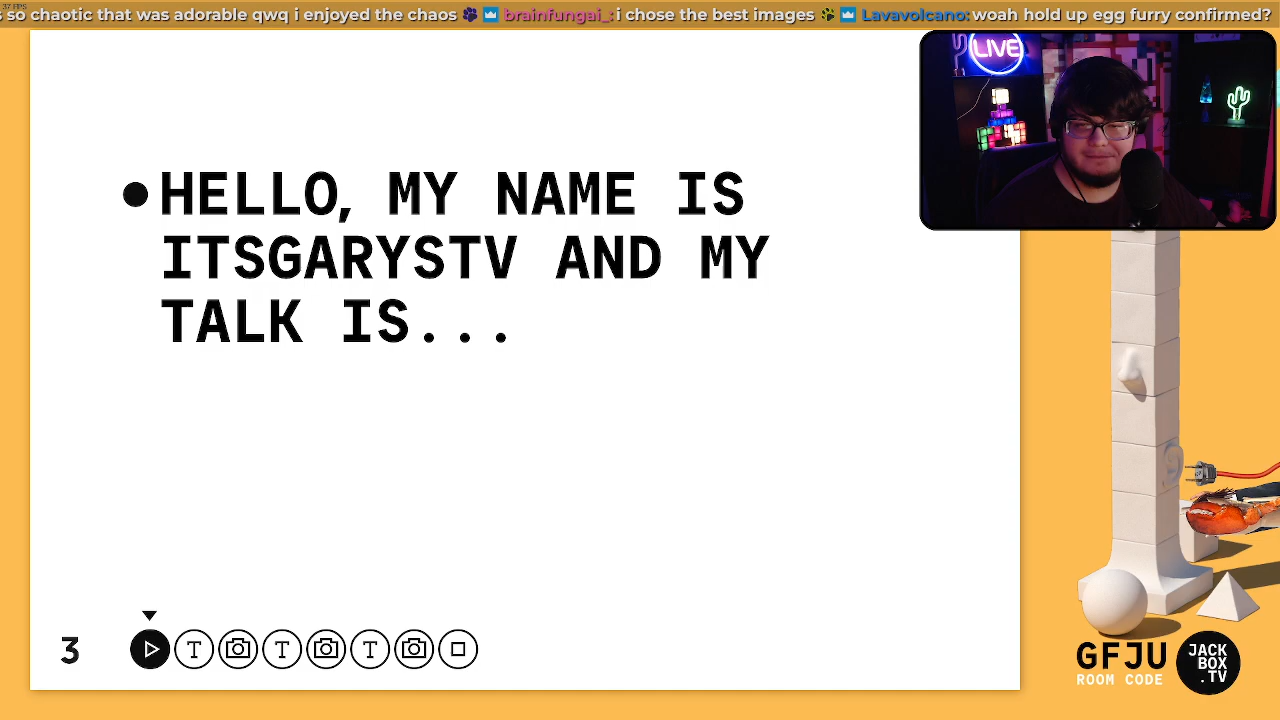 37 FPS
s so chaotic that was adorable qwq i enjoyed the chaos brainfungai_: i chose the best images Lavavolcano: woah hold up egg furry confirmed?
LIVE
HELLO, MY NAME IS
ITSGARYSTV AND MY
TALK IS...
3
T T T
GFJU
ROOM CODE
JACK
BOX
.TV